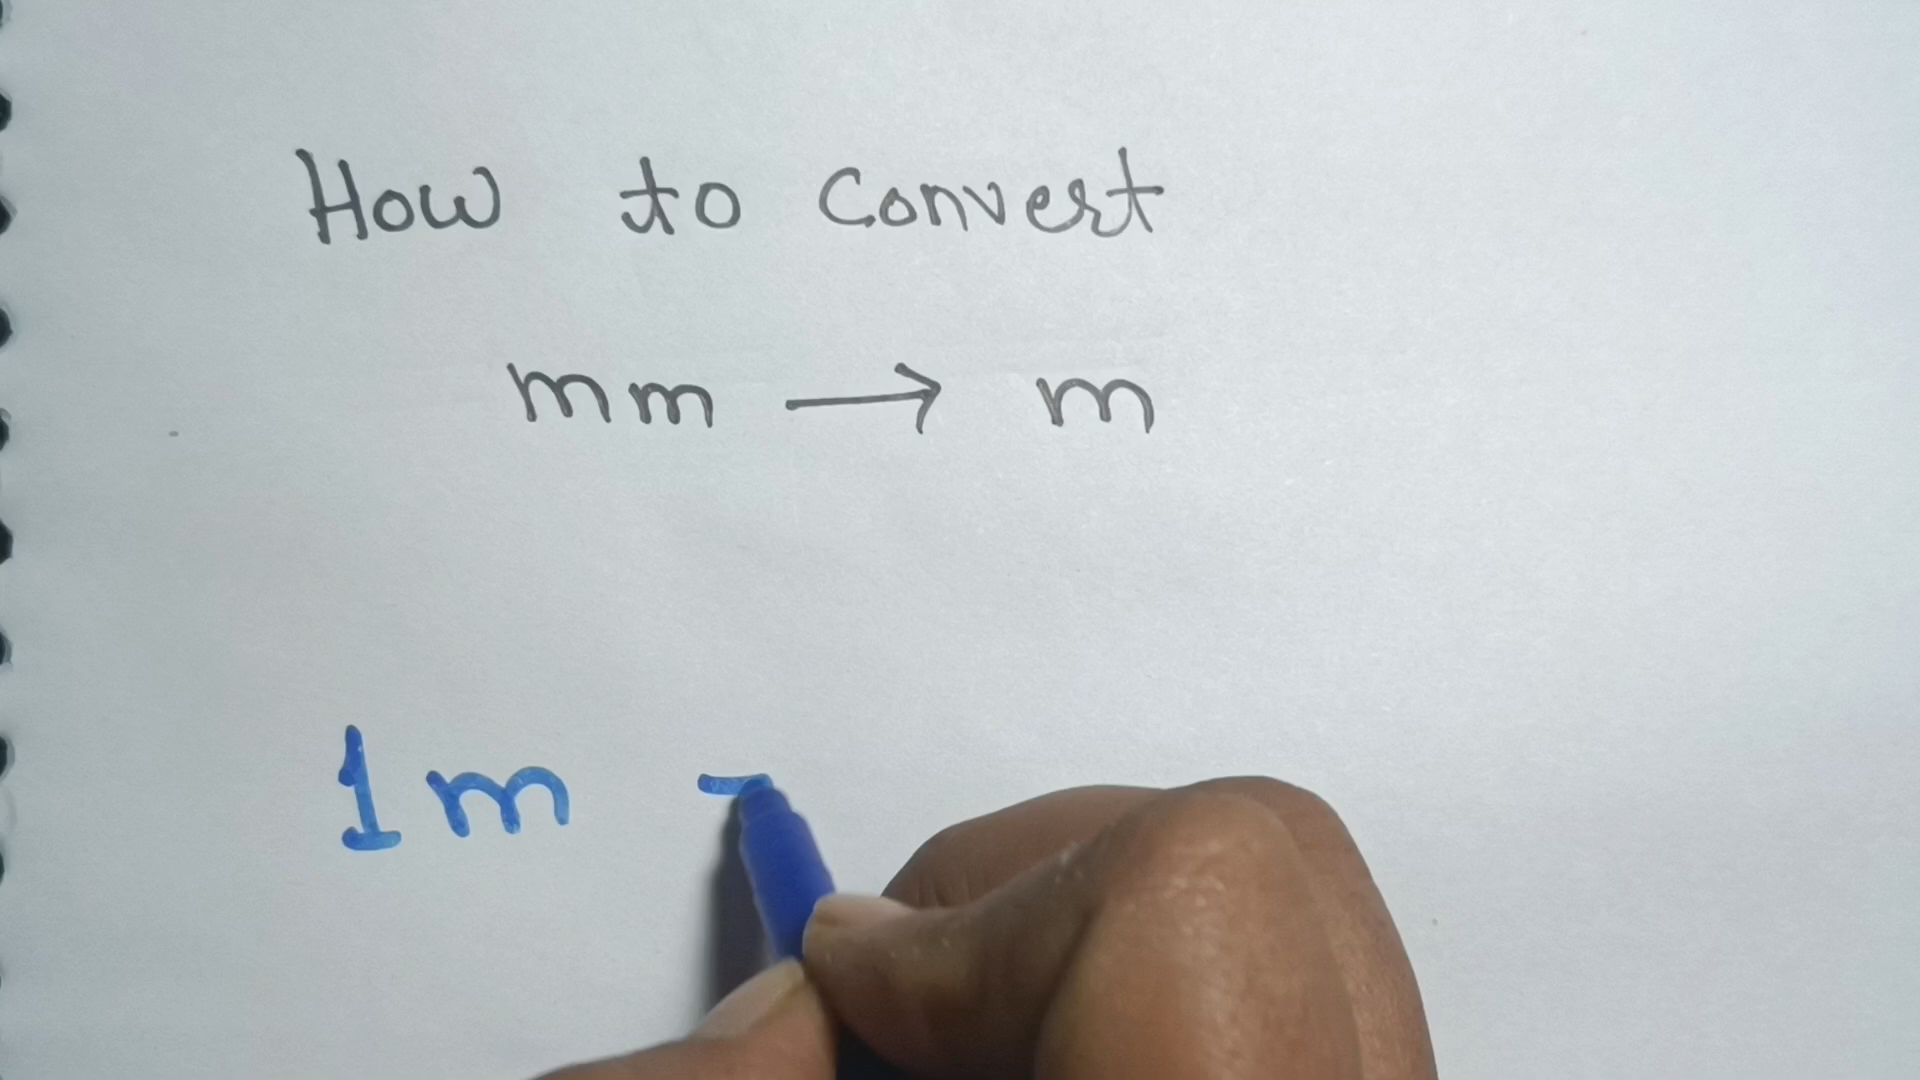 How to Convert
mm → m
1m -